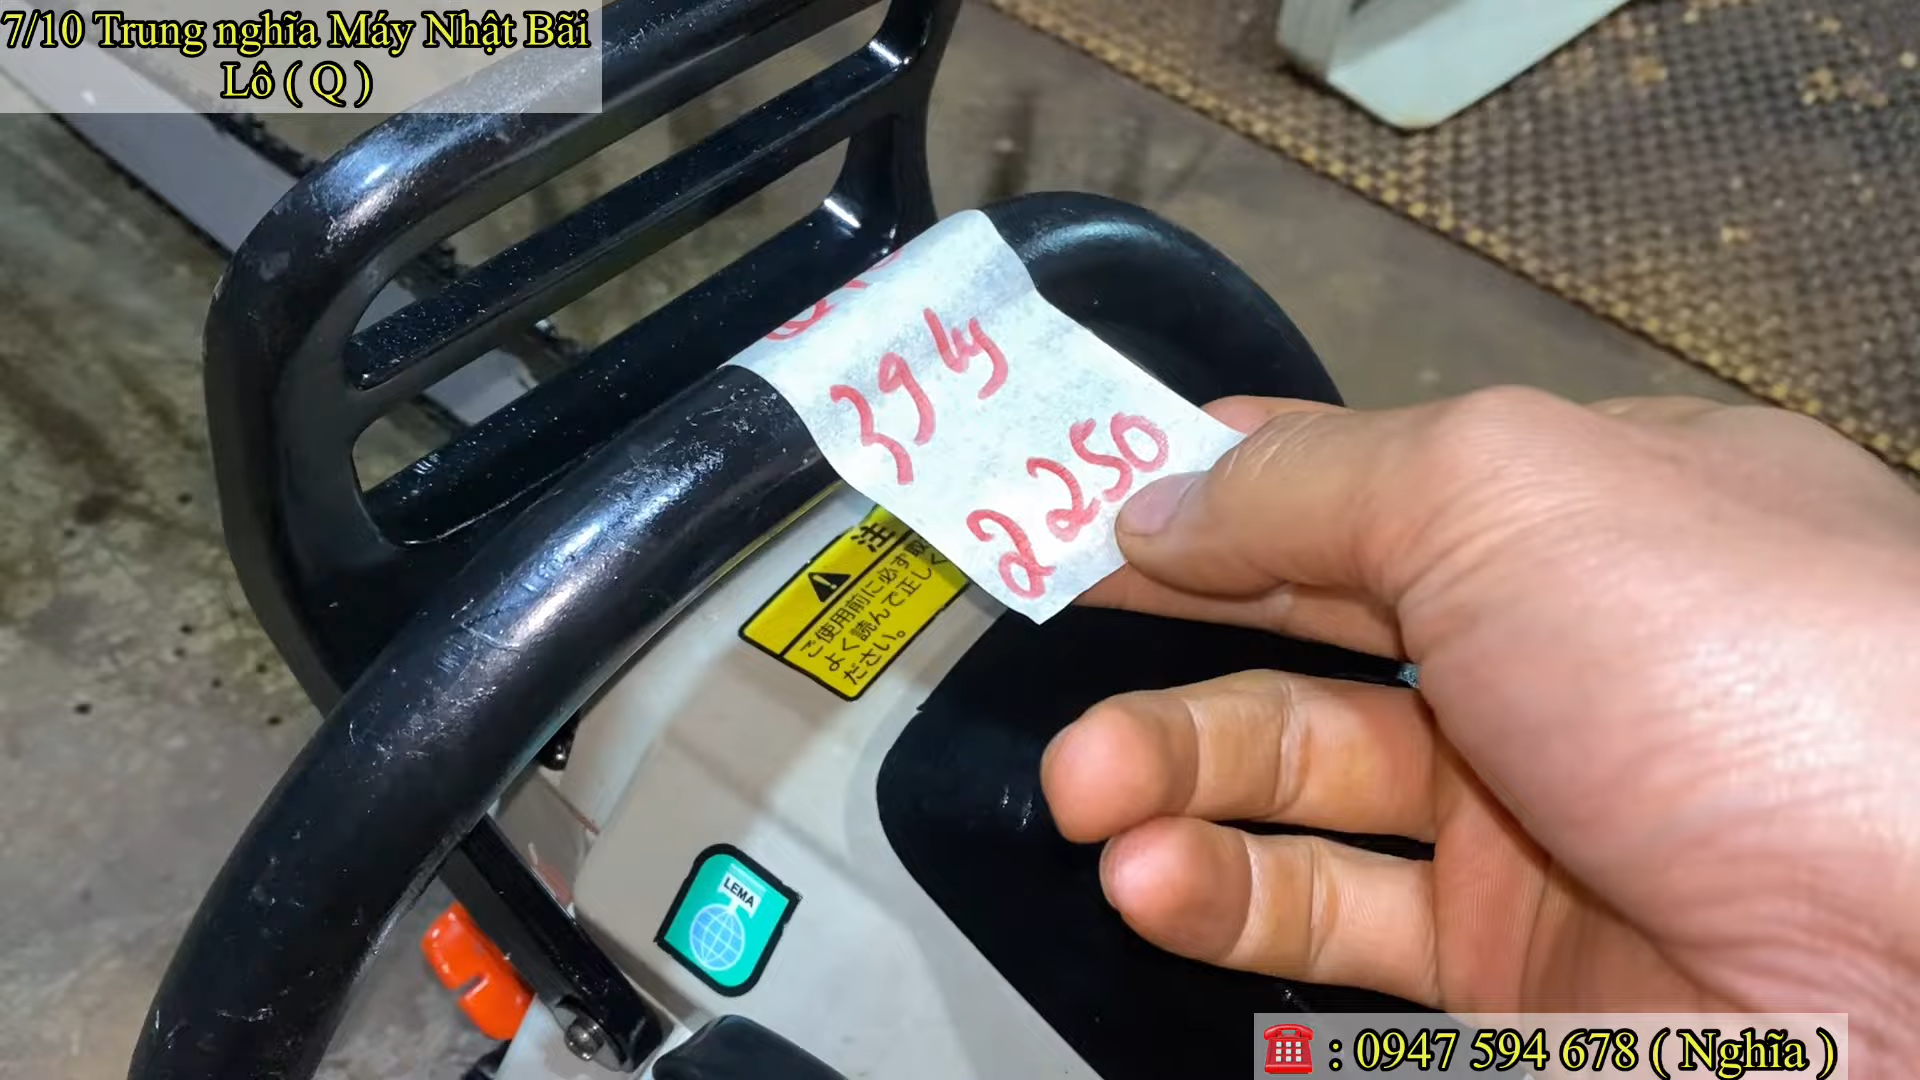 7/10 Trung nghĩa Máy Nhật Bãi
Lô ( Q )
39 ly
2250
注
ご使用前に必ず取
よく読んで正しく
ださい。
LEMA
: 0947 594 678 ( Nghĩa )